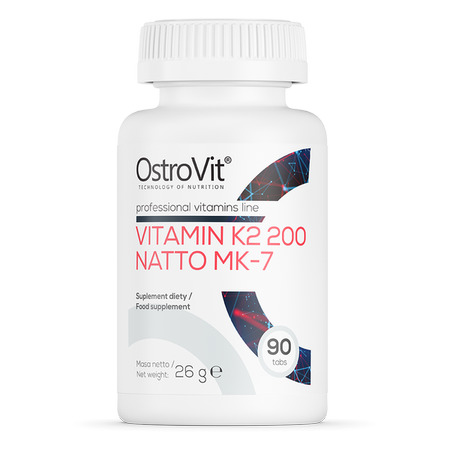 OstroVit®
TECHNOLOGY OF NUTRITION
professional vitamins line
VITAMIN K2 200
NATTO MK-7
Suplement diety /
Food supplement
90
tabs
Masa netto /
Net weight: 26 g ℮